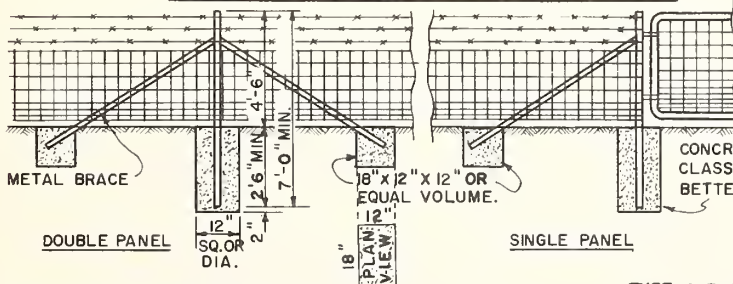 4'-6"
2'6" MIN.
7'-0" MIN.
METAL BRACE
18" X 12" X 12" OR
EQUAL VOLUME.
12"
SQ. OR
DIA.
2"
12"
18"
PLAN
VIEW
DOUBLE PANEL
SINGLE PANEL
CONCR
CLASS
BETTE